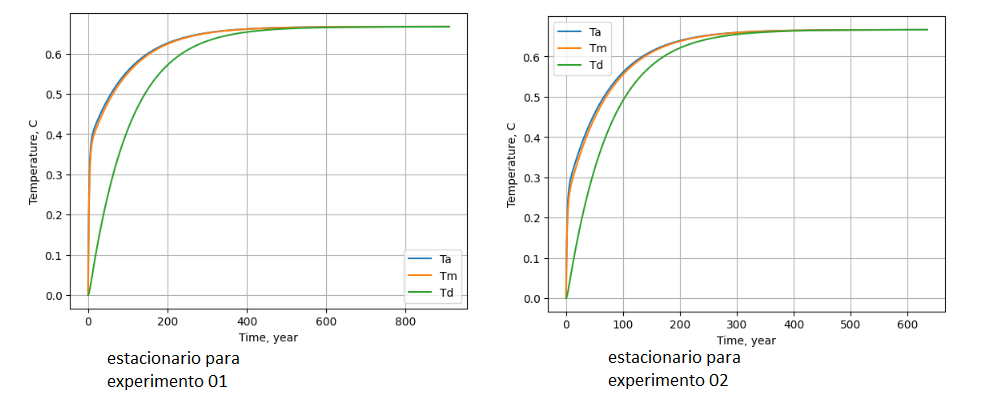 0.6
0.5
0.4
0.3
0.2
0.1
0.0
Temperature, C
Ta
Tm
Td
0
200
400
600
800
Time, year
estacionario para
experimento 01
0.6
0.5
0.4
0.3
0.2
0.1
0.0
Temperature, C
Ta
Tm
Td
0
100
200
300
400
500
600
Time, year
estacionario para
experimento 02